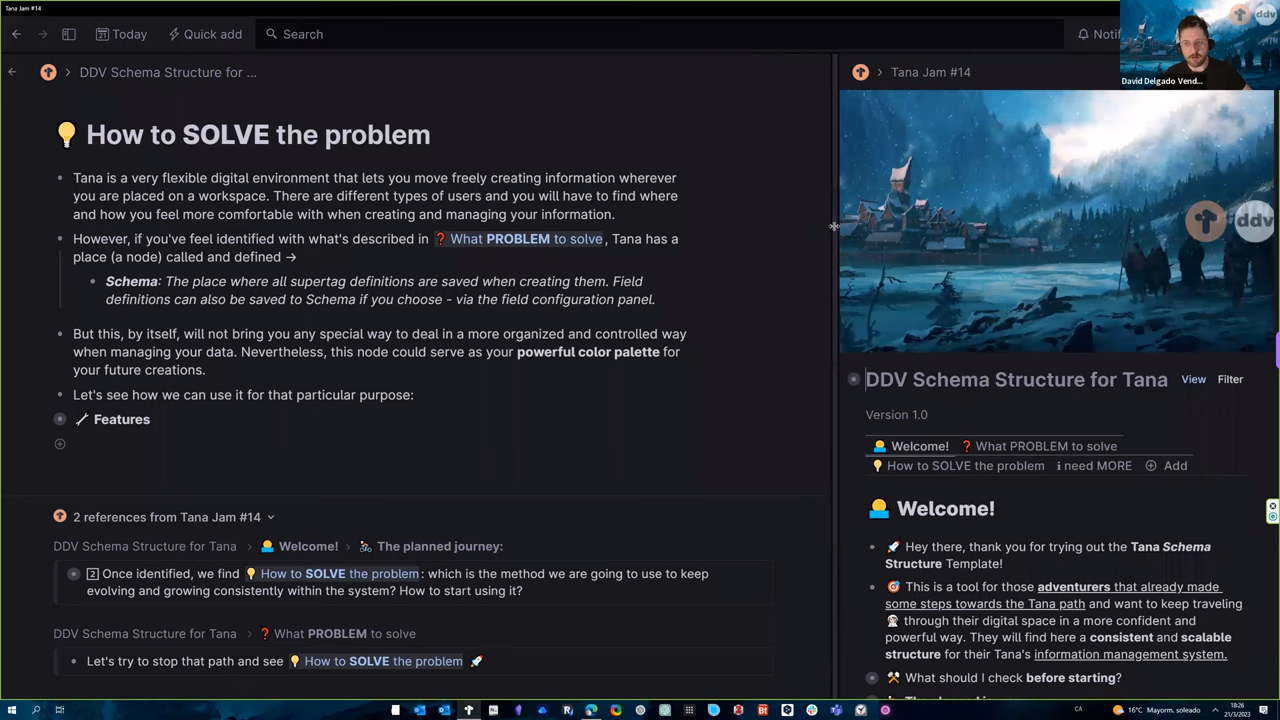 Tana Jam #14
Today
Quick add
Search
Noti
David Delgado Vend...
DDV Schema Structure for ...
Tana Jam #14
💡 How to SOLVE the problem
Tana is a very flexible digital environment that lets you move freely creating information wherever
you are placed on a workspace. There are different types of users and you will have to find where
and how you feel more comfortable with when creating and managing your information.
However, if you've feel identified with what's described in ❓ What PROBLEM to solve , Tana has a
place (a node) called and defined →
Schema: The place where all supertag definitions are saved when creating them. Field
definitions can also be saved to Schema if you choose - via the field configuration panel.
But this, by itself, will not bring you any special way to deal in a more organized and controlled way
when managing your data. Nevertheless, this node could serve as your powerful color palette for
your future creations.
Let's see how we can use it for that particular purpose:
Features
2 references from Tana Jam #14
DDV Schema Structure for Tana > Welcome! > The planned journey:
2 Once identified, we find 💡 How to SOLVE the problem : which is the method we are going to use to keep
evolving and growing consistently within the system? How to start using it?
DDV Schema Structure for Tana > ❓ What PROBLEM to solve
Let's try to stop that path and see 💡 How to SOLVE the problem 🚀
ddv
DDV Schema Structure for Tana
View
Filter
Version 1.0
Welcome! ❓ What PROBLEM to solve
💡 How to SOLVE the problem ℹ need MORE Add
Welcome!
🚀 Hey there, thank you for trying out the Tana Schema
Structure Template!
🎯 This is a tool for those adventurers that already made
some steps towards the Tana path and want to keep traveling
through their digital space in a more confident and
powerful way. They will find here a consistent and scalable
structure for their Tana's information management system.
What should I check before starting?
CA
16°C Mayorm. soleado
18:26
21/3/2023